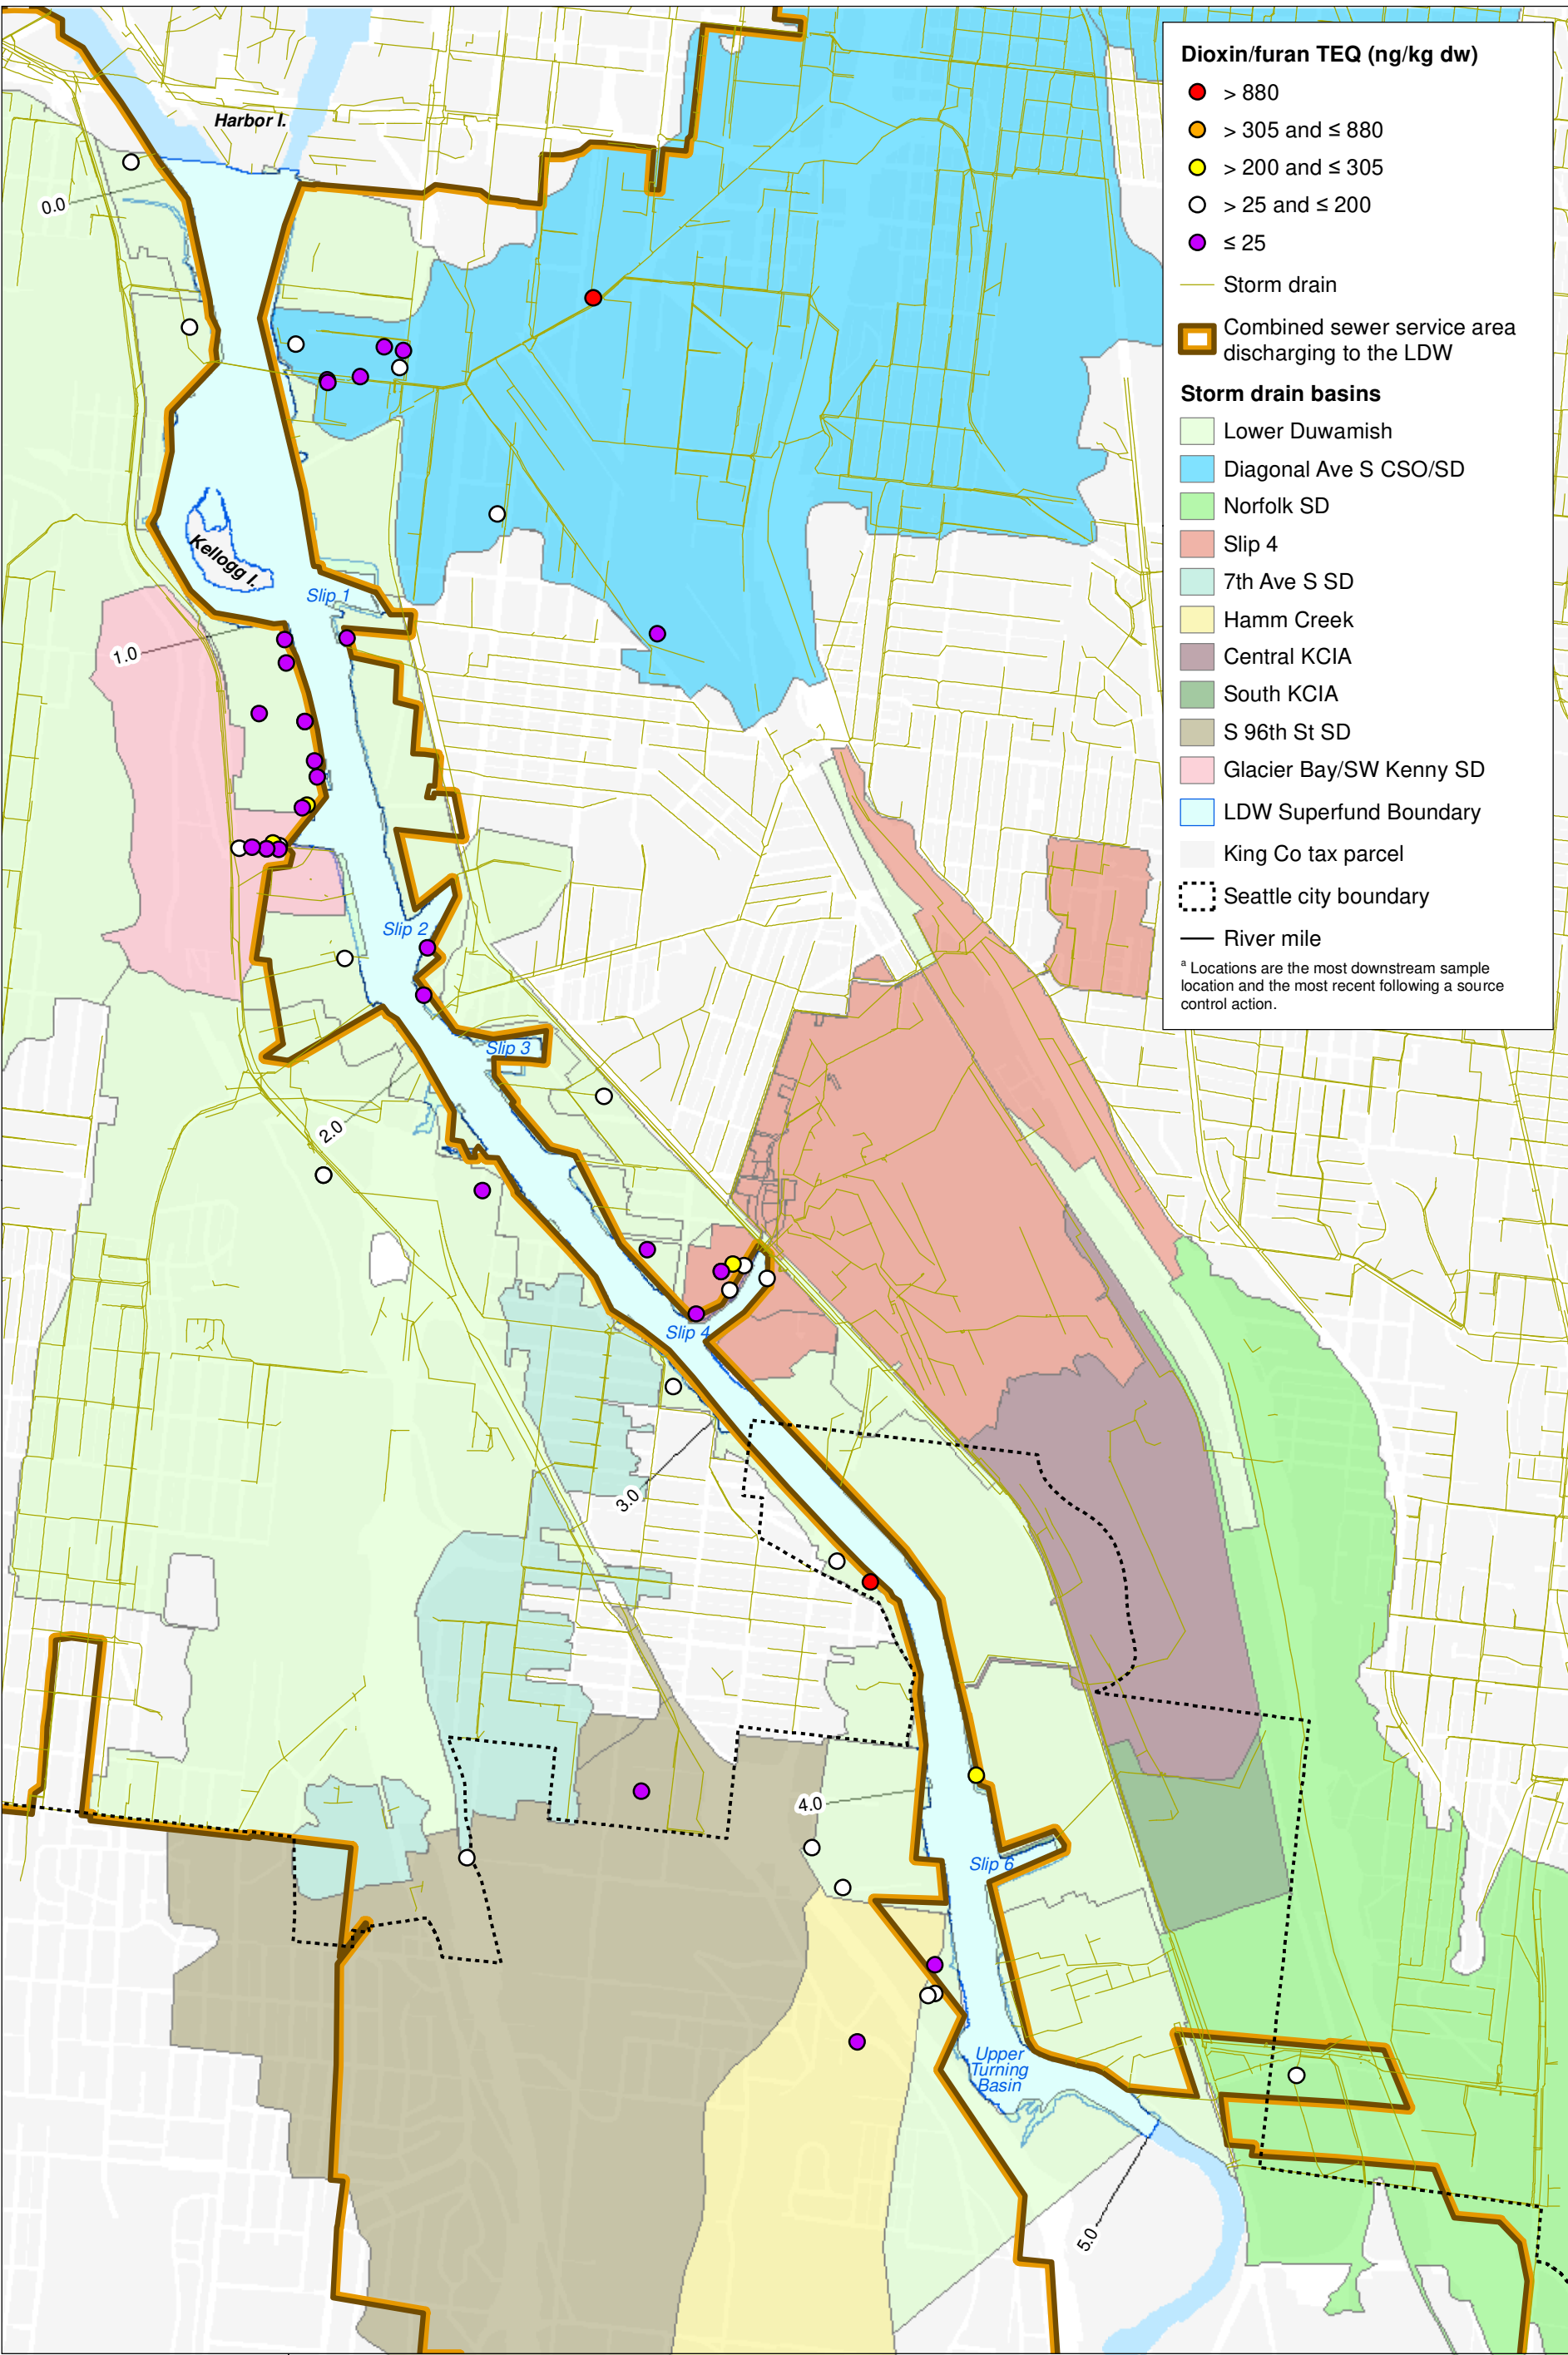 Dioxin/furan TEQ (ng/kg dw)
> 880
> 305 and ≤ 880
> 200 and ≤ 305
> 25 and ≤ 200
≤ 25
Storm drain
Combined sewer service area
discharging to the LDW
Storm drain basins
Lower Duwamish
Diagonal Ave S CSO/SD
Norfolk SD
Slip 4
7th Ave S SD
Hamm Creek
Central KCIA
South KCIA
S 96th St SD
Glacier Bay/SW Kenny SD
LDW Superfund Boundary
King Co tax parcel
Seattle city boundary
River mile
a Locations are the most downstream sample
location and the most recent following a source
control action.
Harbor I.
0.0
Kellogg I.
Slip 1
1.0
Slip 2
Slip 3
2.0
Slip 4
3.0
4.0
Slip 6
Upper
Turning
Basin
5.0